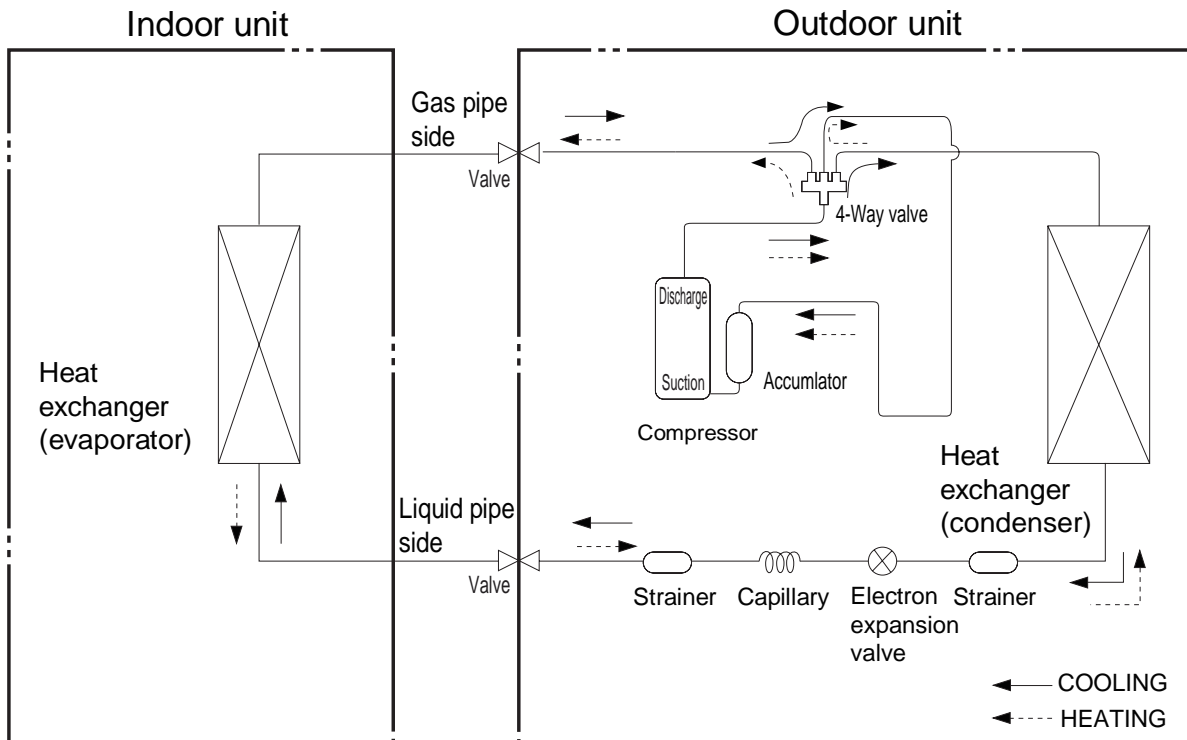 Indoor unit
Outdoor unit
Gas pipe
side
Valve
4-Way valve
Discharge
Suction
Accumlator
Compressor
Heat
exchanger
(evaporator)
Heat
exchanger
(condenser)
Liquid pipe
side
Valve
Strainer
Capillary
Electron
expansion
valve
Strainer
COOLING
HEATING